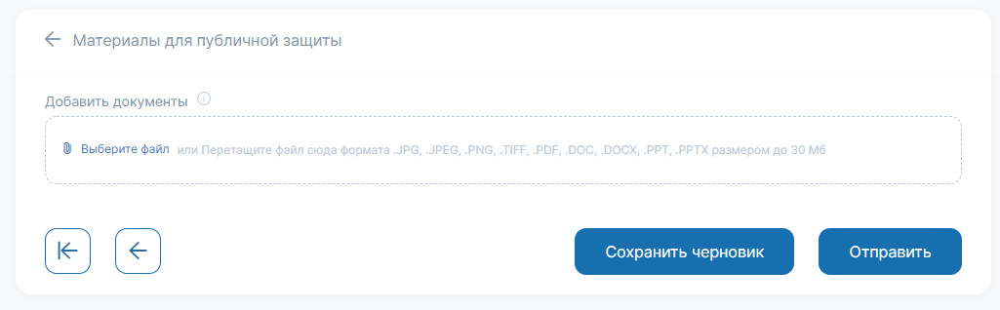 Материалы для публичной защиты
Добавить документы
Выберите файл или Перетащите файл сюда формата .JPG, .JPEG, .PNG, .TIFF, .PDF, .DOC, .DOCX, .PPT, .PPTX размером до 30 Мб
Сохранить черновик Отправить